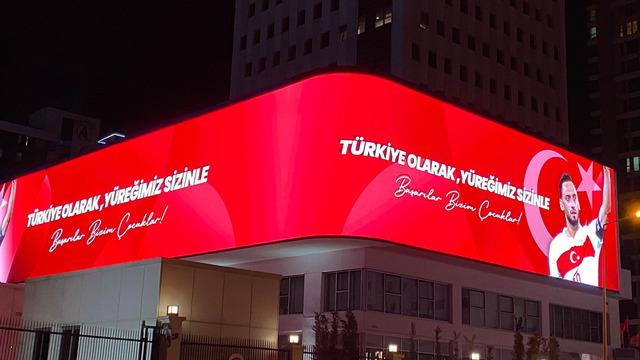 TÜRKİYE OLARAK, YÜREĞİMİZ SİZİNLE
Başarılar Bizim Çocuklar!
TÜRKİYE OLARAK, YÜREĞİMİZ SİZİNLE
Başarılar Bizim Çocuklar!